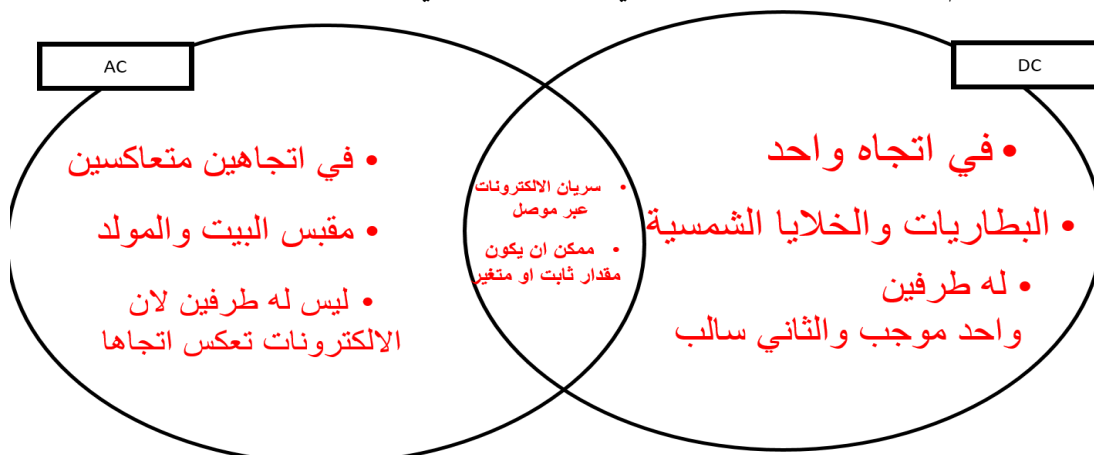 AC
DC
• في اتجاهين متعاكسين
• مقبس البيت والمولد
• ليس له طرفين لان
الالكترونات تعكس اتجاها
• سريان الالكترونات
عبر موصل
• ممكن ان يكون
مقدار ثابت او متغير
• في اتجاه واحد
• البطاريات والخلايا الشمسية
• له طرفين
واحد موجب والثاني سالب